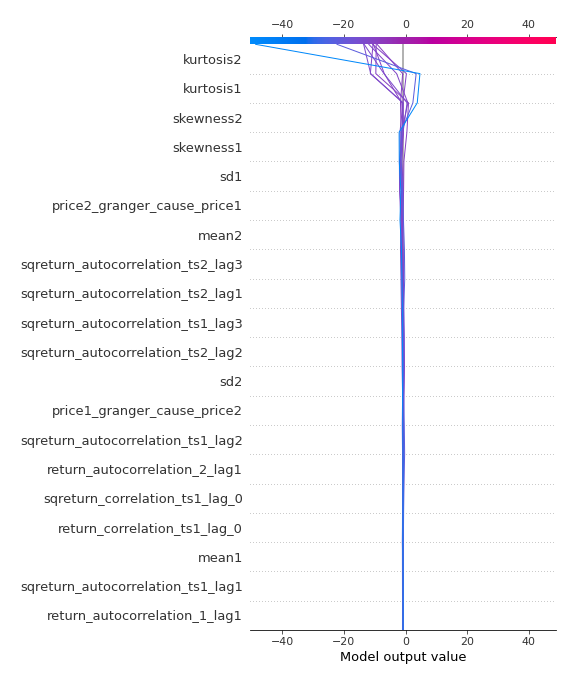 −40 −20 0 20 40
kurtosis2
kurtosis1
skewness2
skewness1
sd1
price2_granger_cause_price1
mean2
sqreturn_autocorrelation_ts2_lag3
sqreturn_autocorrelation_ts2_lag1
sqreturn_autocorrelation_ts1_lag3
sqreturn_autocorrelation_ts2_lag2
sd2
price1_granger_cause_price2
sqreturn_autocorrelation_ts1_lag2
return_autocorrelation_2_lag1
sqreturn_correlation_ts1_lag_0
return_correlation_ts1_lag_0
mean1
sqreturn_autocorrelation_ts1_lag1
return_autocorrelation_1_lag1
−40 −20 0 20 40
Model output value